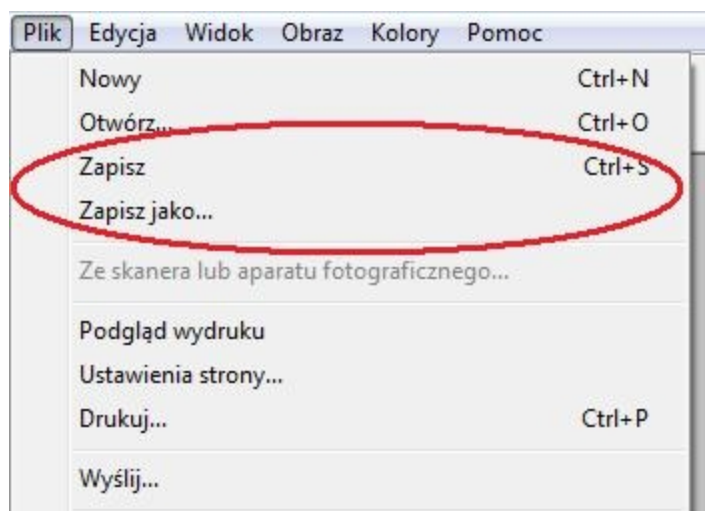 Plik Edycja Widok Obraz Kolory Pomoc
Nowy Ctrl+N
Otwórz... Ctrl+O
Zapisz Ctrl+S
Zapisz jako...
Ze skanera lub aparatu fotograficznego...
Podgląd wydruku
Ustawienia strony...
Drukuj... Ctrl+P
Wyślij...